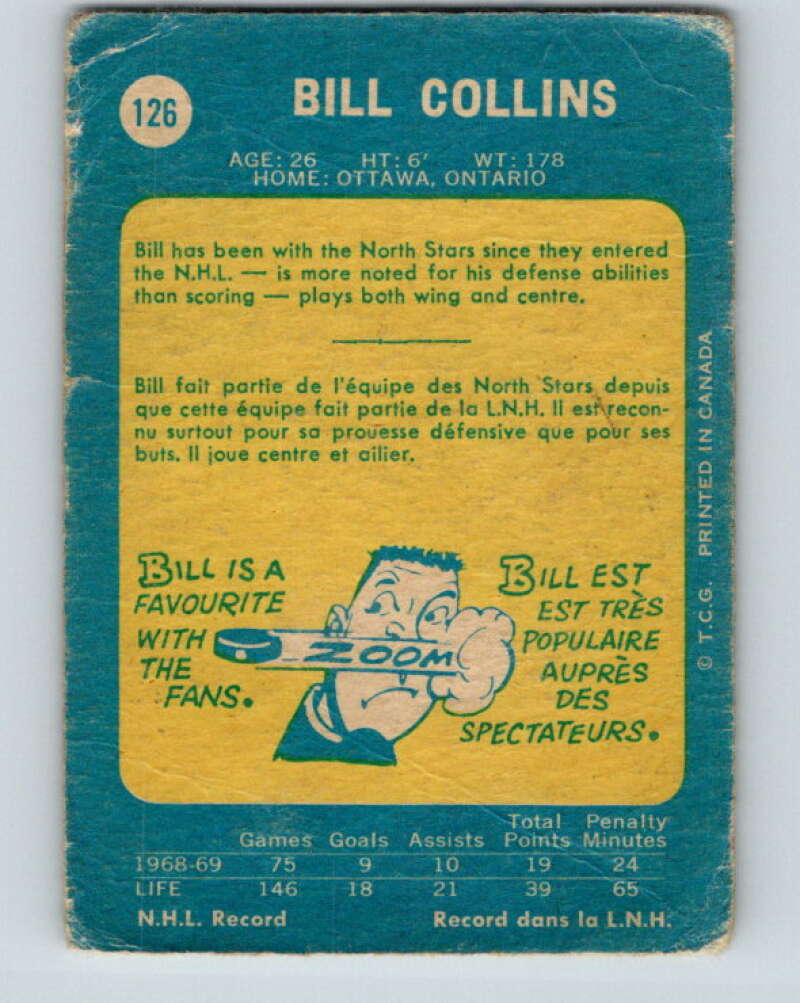 126
BILL COLLINS
AGE: 26 HT: 6' WT: 178
HOME: OTTAWA, ONTARIO
Bill has been with the North Stars since they entered
the N.H.L. — is more noted for his defense abilities
than scoring — plays both wing and centre.
Bill fait partie de l'équipe des North Stars depuis
que cette équipe fait partie de la L.N.H. Il est recon-
nu surtout pour sa prouesse défensive que pour ses
buts. Il joue centre et ailier.
BILL IS A
FAVOURITE
WITH
THE
FANS.
ZOOM
BILL EST
EST TRÈS
POPULAIRE
AUPRÈS
DES
SPECTATEURS.
© T.C.G. PRINTED IN CANADA
Total Penalty
Games Goals Assists Points Minutes
1968-69 75 9 10 19 24
LIFE 146 18 21 39 65
N.H.L. Record Record dans la L.N.H.